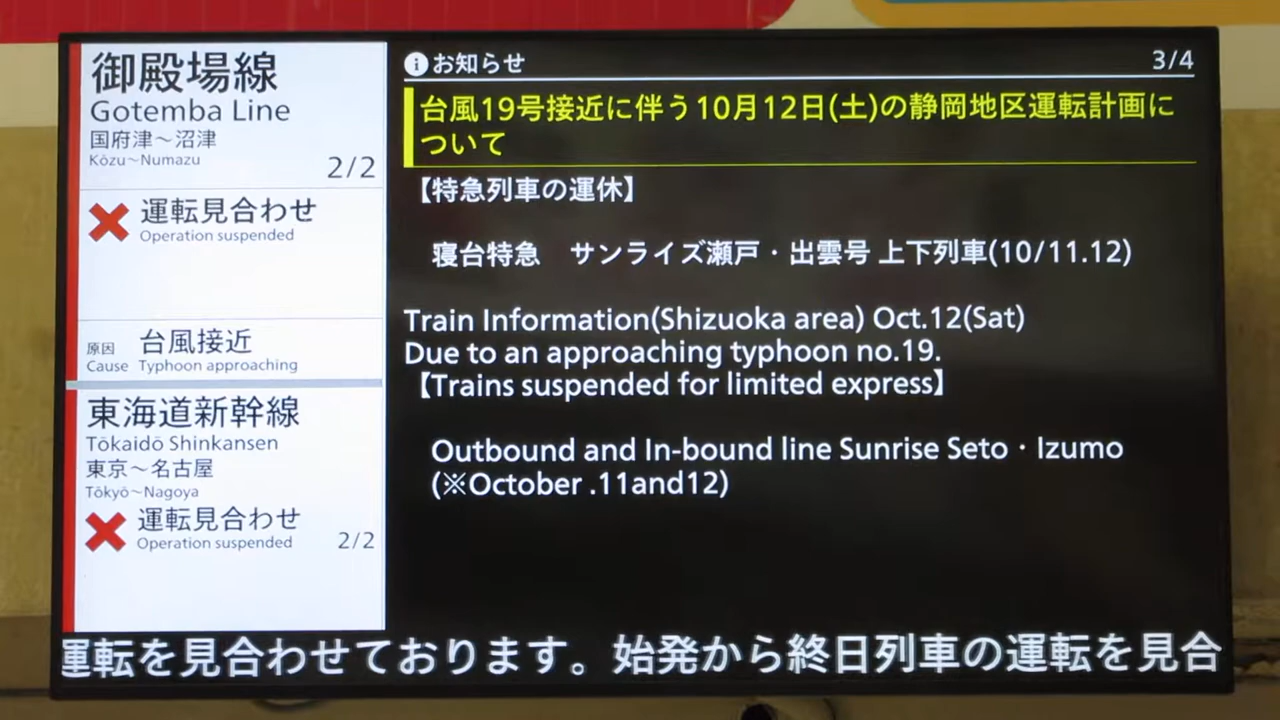 御殿場線
Gotemba Line
国府津～沼津
Kōzu～Numazu
2/2
運転見合わせ
Operation suspended
原因 台風接近
Cause Typhoon approaching
東海道新幹線
Tōkaidō Shinkansen
東京～名古屋
Tōkyō～Nagoya
運転見合わせ
Operation suspended 2/2
i お知らせ 3/4
台風19号接近に伴う10月12日(土)の静岡地区運転計画に
ついて
【特急列車の運休】
寝台特急　サンライズ瀬戸・出雲号 上下列車(10/11.12)
Train Information(Shizuoka area) Oct.12(Sat)
Due to an approaching typhoon no.19.
【Trains suspended for limited express】
Outbound and In-bound line Sunrise Seto・Izumo
(※October .11and12)
運転を見合わせております。始発から終日列車の運転を見合